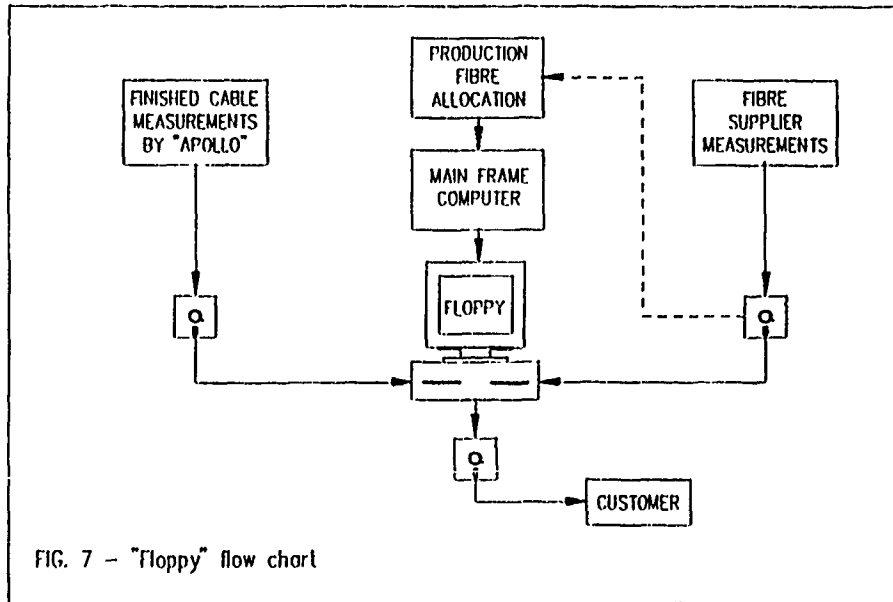 PRODUCTION
FIBRE
ALLOCATION
FINISHED CABLE
MEASUREMENTS
BY "APOLLO"
FIBRE
SUPPLIER
MEASUREMENTS
MAIN FRAME
COMPUTER
FLOPPY
CUSTOMER
FIG. 7 - "Floppy" flow chart